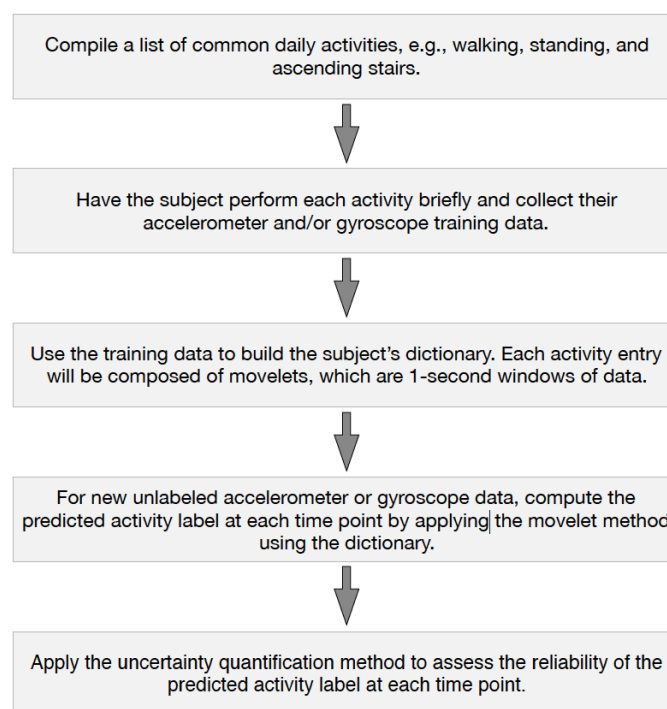 Compile a list of common daily activities, e.g., walking, standing, and
ascending stairs.
Have the subject perform each activity briefly and collect their
accelerometer and/or gyroscope training data.
Use the training data to build the subject's dictionary. Each activity entry
will be composed of movelets, which are 1-second windows of data.
For new unlabeled accelerometer or gyroscope data, compute the
predicted activity label at each time point by applying the movelet method
using the dictionary.
Apply the uncertainty quantification method to assess the reliability of the
predicted activity label at each time point.